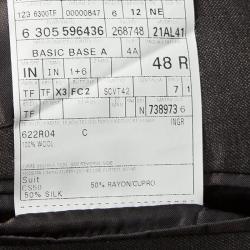 123 6300TF 00000847 6 12 NE
6 305 596436 268748 21AL41
BASIC BASE A 4A
48 R
IN IN 1+6
TF TF X3 FC2 SCVT42 7 1
N 738973 6
INGR
622R04 C
100% WOOL
Suit
CS50 50% RAYON/CUPRO
50% SILK